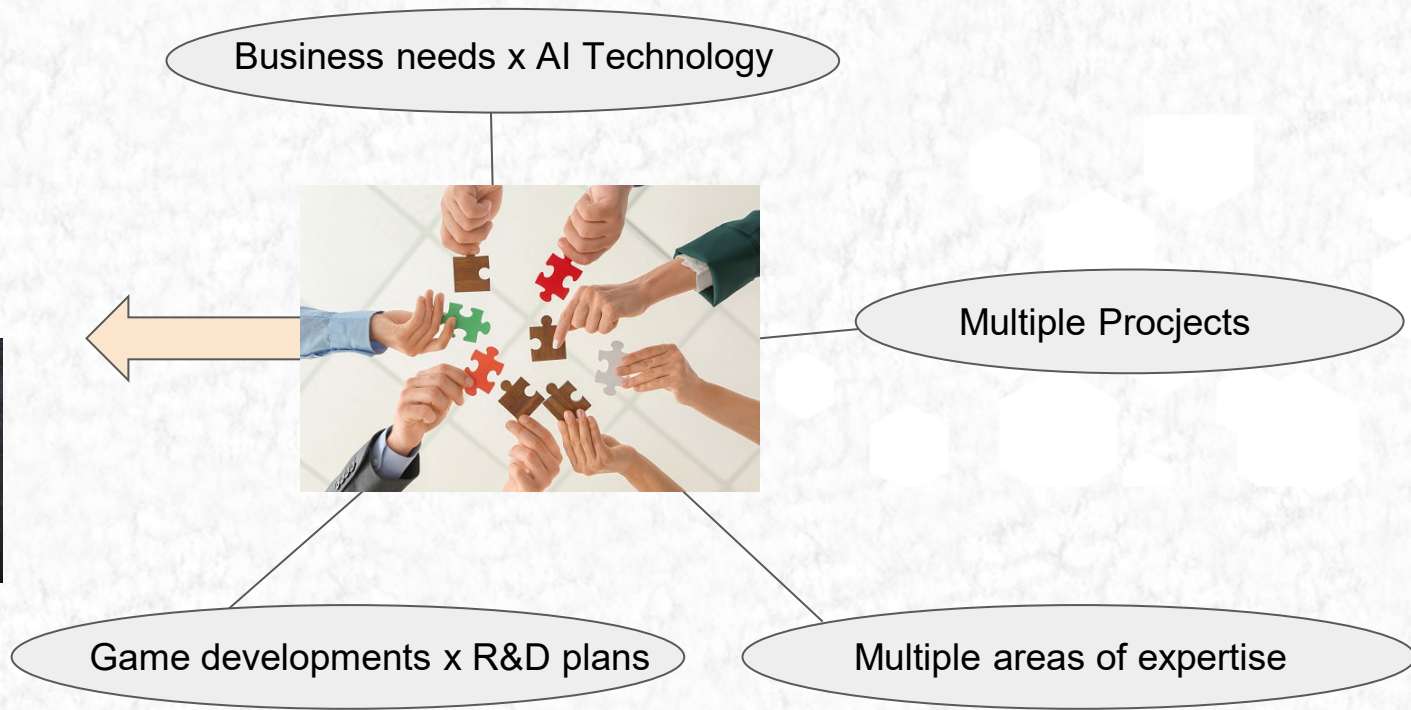 Business needs x AI Technology
Multiple Procjects
Game developments x R&D plans
Multiple areas of expertise